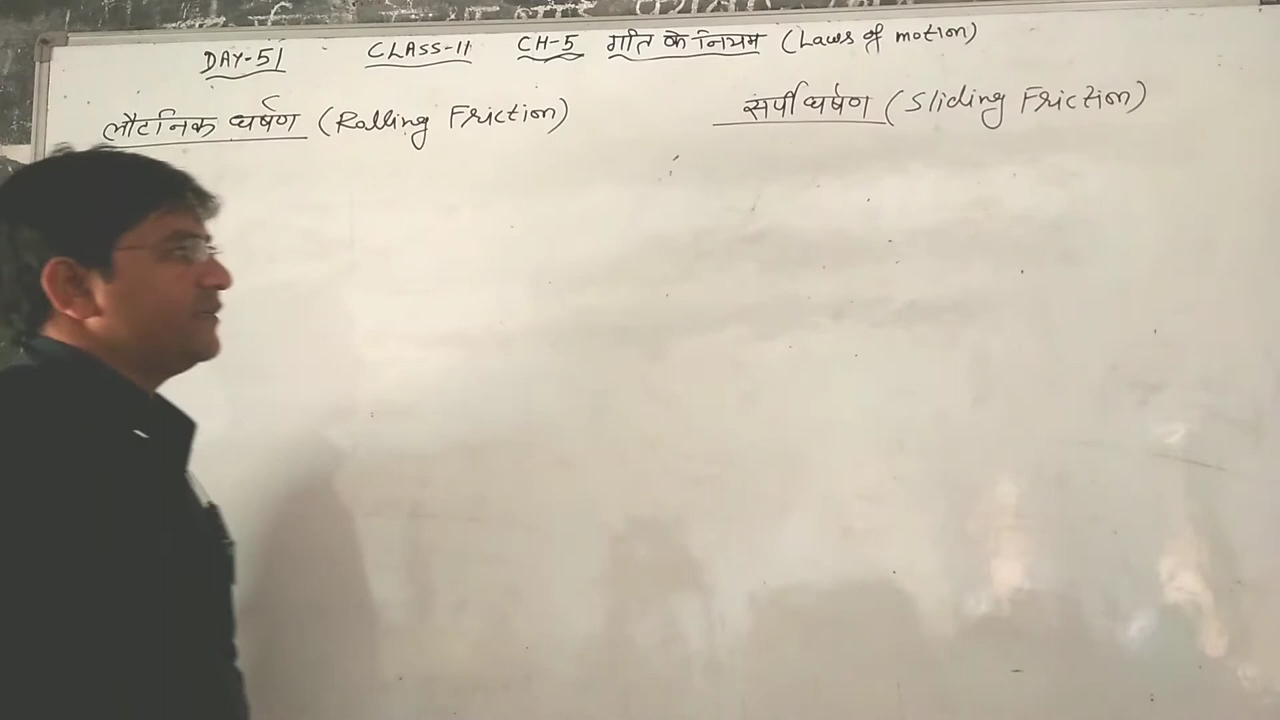 DAY-51 CLASS-11 CH-5 गति के नियम (Laws of motion)
लौटनिक घर्षण (Rolling Friction) सर्पी घर्षण (Sliding Friction)